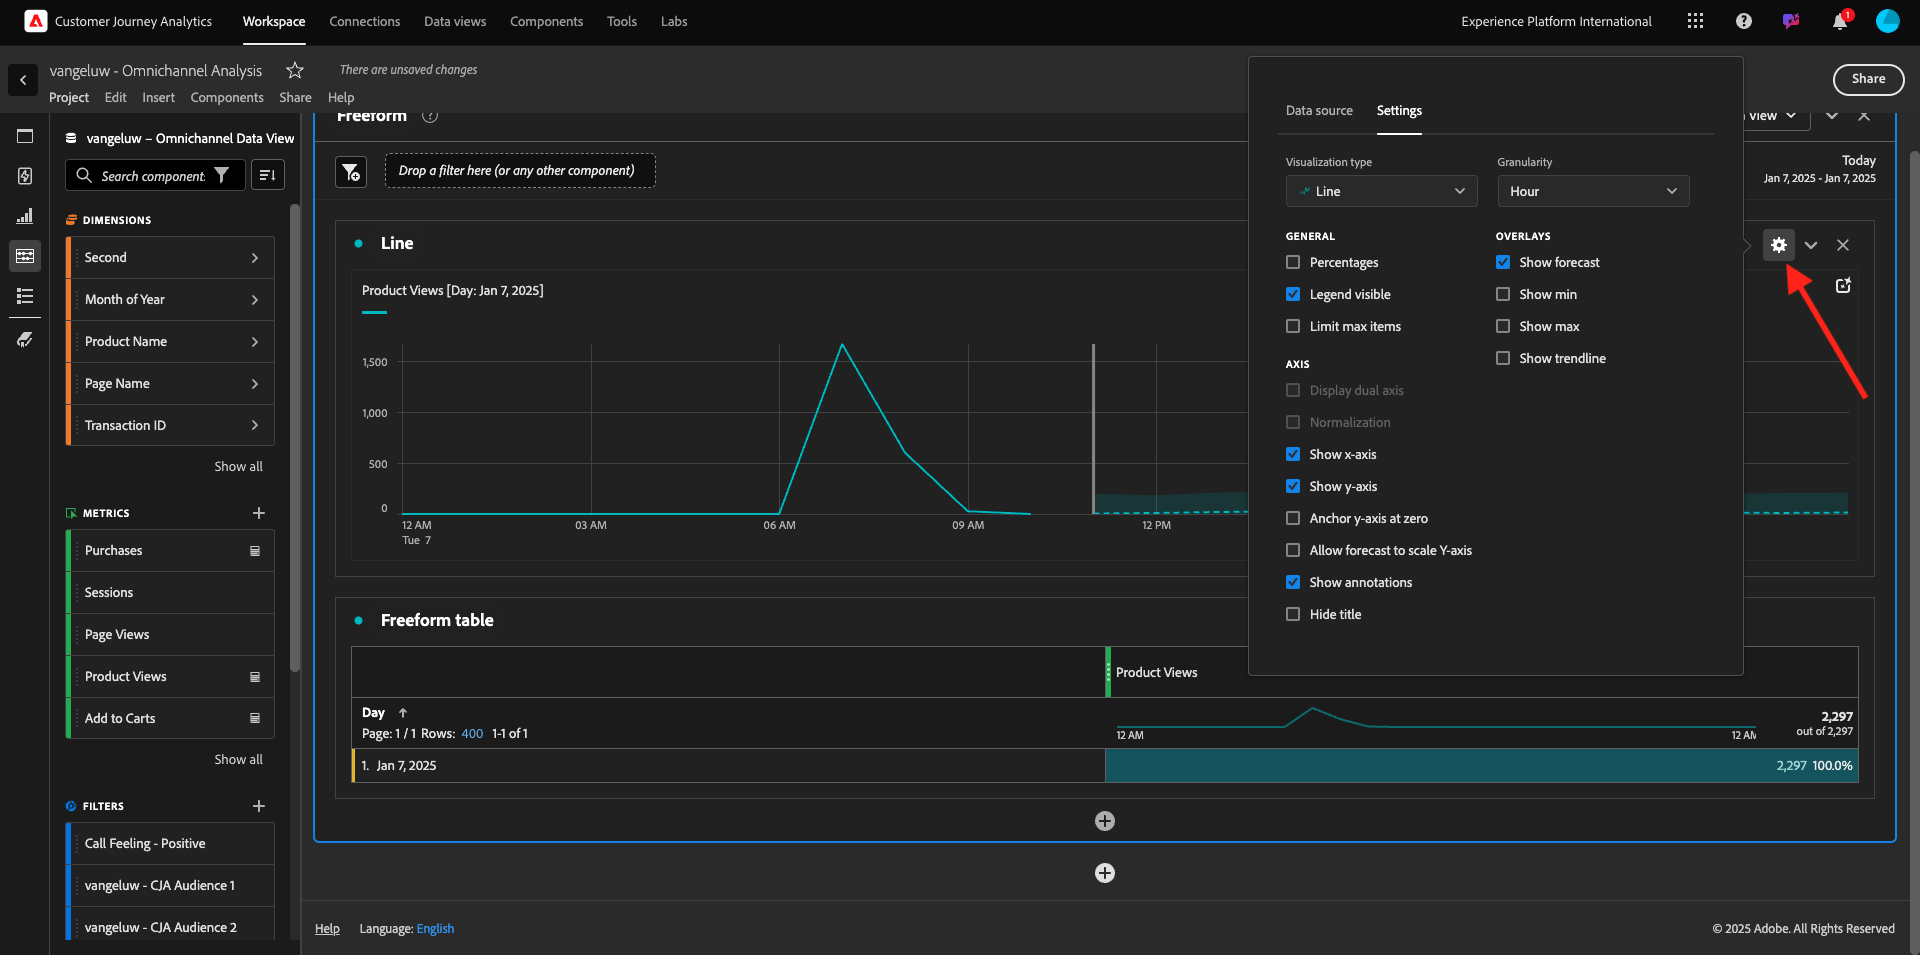 Customer Journey Analytics
Workspace
Connections
Data views
Components
Tools
Labs
Experience Platform International
1
vangeluw - Omnichannel Analysis
There are unsaved changes
Share
Project
Edit
Insert
Components
Share
Help
vangeluw – Omnichannel Data View
Search component:
DIMENSIONS
Second
Month of Year
Product Name
Page Name
Transaction ID
Show all
METRICS
Purchases
Sessions
Page Views
Product Views
Add to Carts
Show all
FILTERS
Call Feeling - Positive
vangeluw - CJA Audience 1
vangeluw - CJA Audience 2
Freeform
View
Drop a filter here (or any other component)
Today
Jan 7, 2025 - Jan 7, 2025
Line
Product Views [Day: Jan 7, 2025]
1,500
1,000
500
0
12 AM
03 AM
06 AM
09 AM
12 PM
Tue 7
Data source
Settings
Visualization type
Granularity
Line
Hour
GENERAL
Percentages
Legend visible
Limit max items
AXIS
Display dual axis
Normalization
Show x-axis
Show y-axis
Anchor y-axis at zero
Allow forecast to scale Y-axis
Show annotations
Hide title
OVERLAYS
Show forecast
Show min
Show max
Show trendline
Freeform table
Product Views
Day
Page: 1 / 1 Rows: 400 1-1 of 1
12 AM
12 AM
2,297
out of 2,297
1. Jan 7, 2025
2,297 100.0%
Help
Language: English
© 2025 Adobe. All Rights Reserved